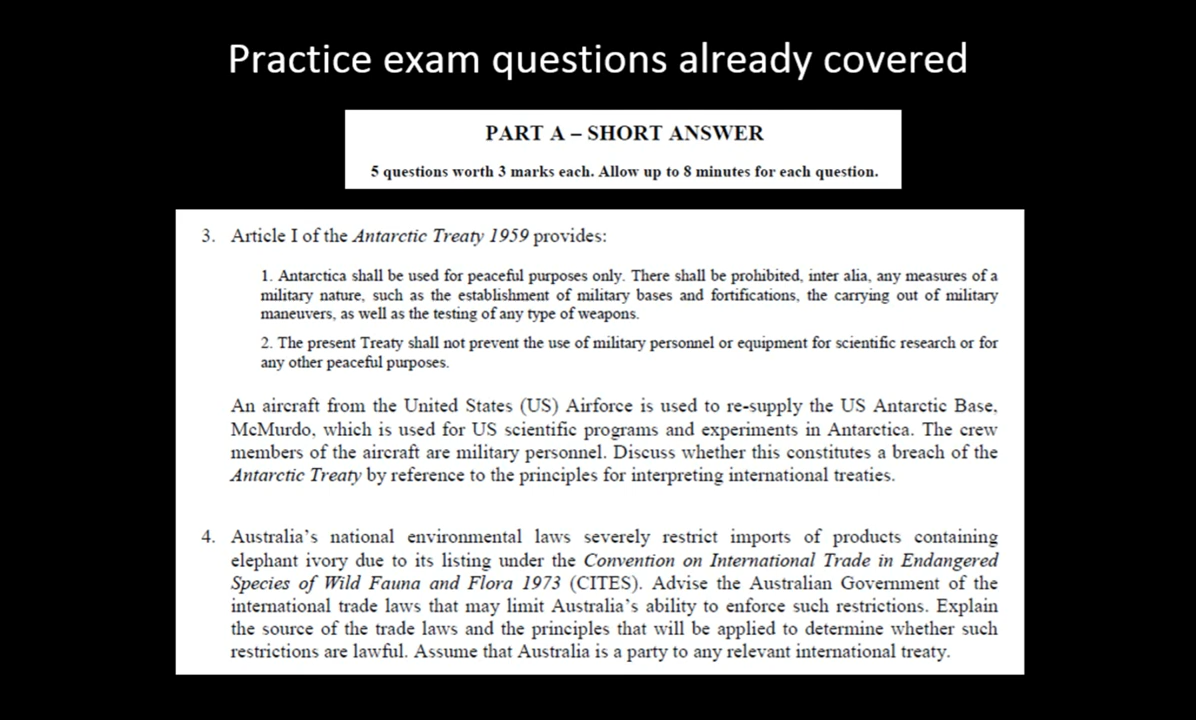 Practice exam questions already covered
PART A – SHORT ANSWER
5 questions worth 3 marks each. Allow up to 8 minutes for each question.
3. Article I of the Antarctic Treaty 1959 provides:
1. Antarctica shall be used for peaceful purposes only. There shall be prohibited, inter alia, any measures of a
military nature, such as the establishment of military bases and fortifications, the carrying out of military
maneuvers, as well as the testing of any type of weapons.
2. The present Treaty shall not prevent the use of military personnel or equipment for scientific research or for
any other peaceful purposes.
An aircraft from the United States (US) Airforce is used to re-supply the US Antarctic Base,
McMurdo, which is used for US scientific programs and experiments in Antarctica. The crew
members of the aircraft are military personnel. Discuss whether this constitutes a breach of the
Antarctic Treaty by reference to the principles for interpreting international treaties.
4. Australia's national environmental laws severely restrict imports of products containing
elephant ivory due to its listing under the Convention on International Trade in Endangered
Species of Wild Fauna and Flora 1973 (CITES). Advise the Australian Government of the
international trade laws that may limit Australia's ability to enforce such restrictions. Explain
the source of the trade laws and the principles that will be applied to determine whether such
restrictions are lawful. Assume that Australia is a party to any relevant international treaty.